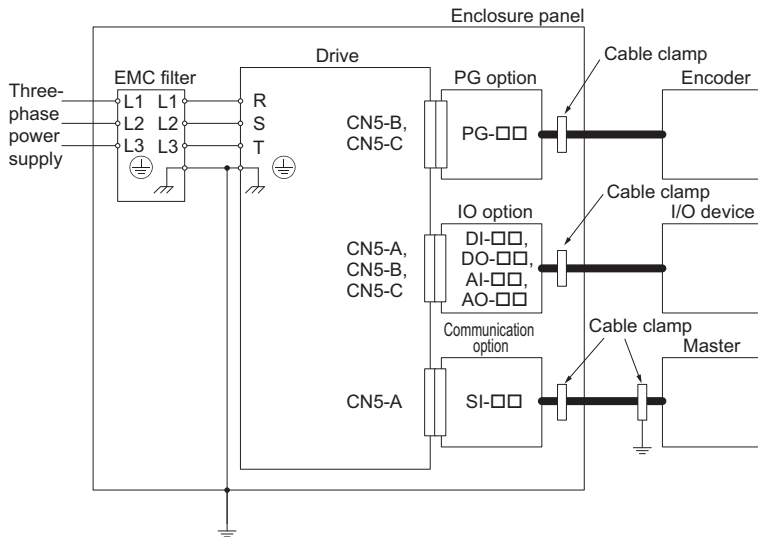 Enclosure panel
Three-
phase
power
supply
EMC filter
L1 L1
L2 L2
L3 L3
Drive
R
S
T
CN5-B,
CN5-C
PG option
PG-□□
Cable clamp
Encoder
CN5-A,
CN5-B,
CN5-C
IO option
DI-□□,
DO-□□,
AI-□□,
AO-□□
Cable clamp
I/O device
CN5-A
Communication
option
SI-□□
Cable clamp
Master